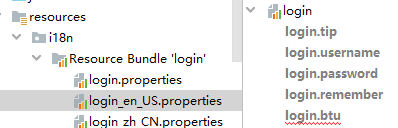 resources
i18n
Resource Bundle 'login'
login.properties
login_en_US.properties
login_zh_CN.properties
login
login.tip
login.username
login.password
login.remember
login.btu